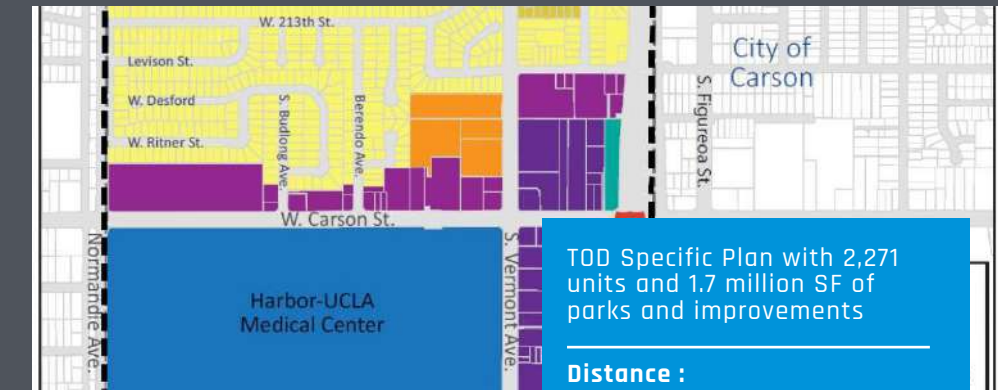 W. 213th St.
Levison St.
W. Desford
W. Ritner St.
S. Budlong Ave.
Berendo Ave.
City of
Carson
S. Figureoa St.
W. Carson St.
Normandie Ave.
Harbor-UCLA
Medical Center
S. Vermont Ave.
TOD Specific Plan with 2,271
units and 1.7 million SF of
parks and improvements
Distance :